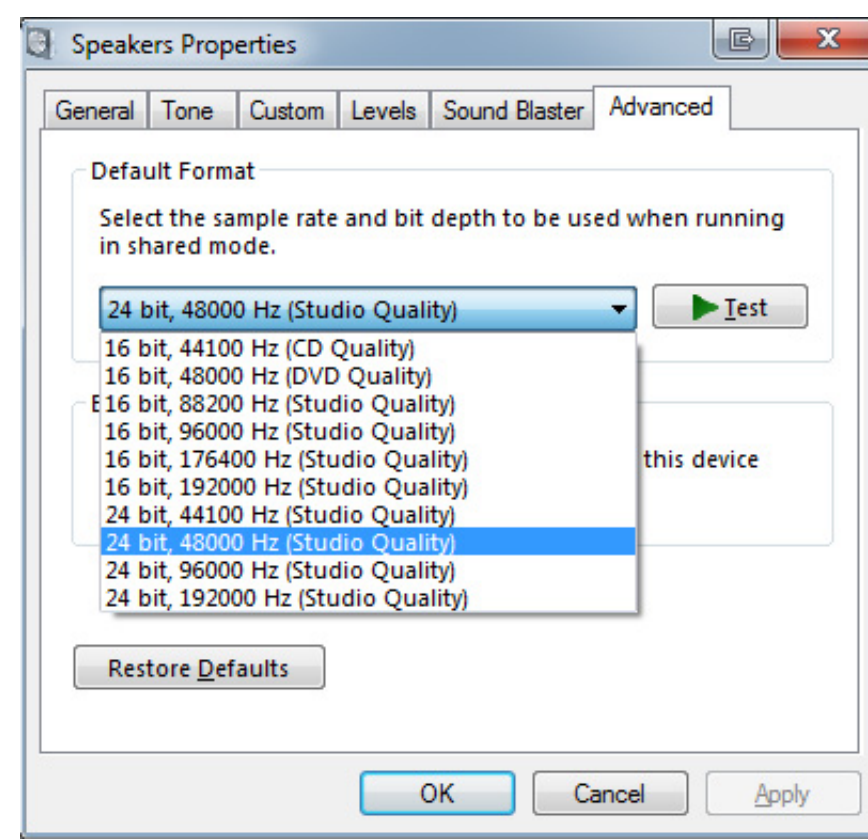 Speakers Properties
General Tone Custom Levels Sound Blaster Advanced
Default Format
Select the sample rate and bit depth to be used when running
in shared mode.
24 bit, 48000 Hz (Studio Quality)
Test
16 bit, 44100 Hz (CD Quality)
16 bit, 48000 Hz (DVD Quality)
E
16 bit, 88200 Hz (Studio Quality)
16 bit, 96000 Hz (Studio Quality)
16 bit, 176400 Hz (Studio Quality)
this device
16 bit, 192000 Hz (Studio Quality)
24 bit, 44100 Hz (Studio Quality)
24 bit, 48000 Hz (Studio Quality)
24 bit, 96000 Hz (Studio Quality)
24 bit, 192000 Hz (Studio Quality)
Restore Defaults
OK Cancel Apply